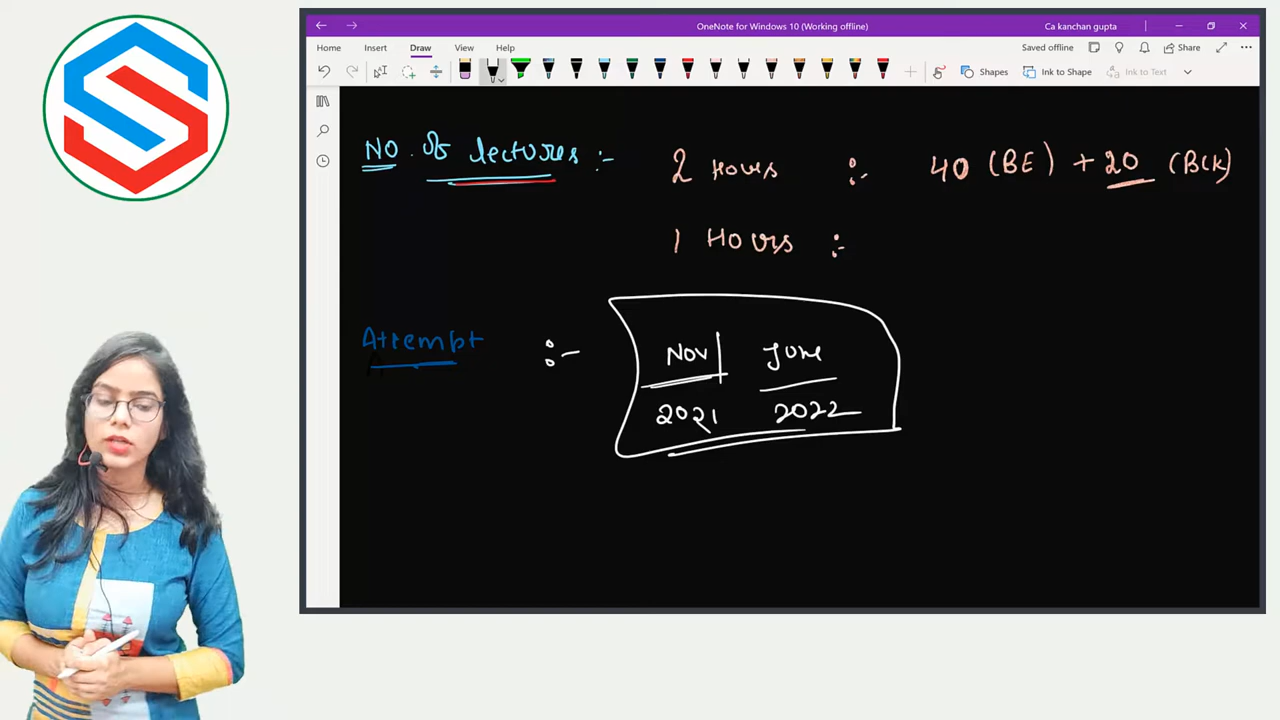 OneNote for Windows 10 (Working offline)
Ca kanchan gupta
Home Insert Draw View Help
Saved offline
Share
Shapes
Ink to Shape
Ink to Text
NO. Of lectures :- 2 Hours :- 40 (BE) + 20 (BCK)
1 Hours :-
Attempt :- Nov June
2021 2022